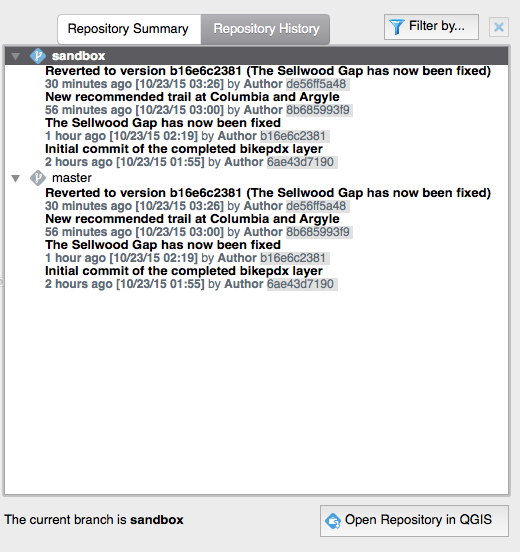 Repository Summary Repository History Filter by...
sandbox
Reverted to version b16e6c2381 (The Sellwood Gap has now been fixed)
30 minutes ago [10/23/15 03:26] by Author de56ff5a48
New recommended trail at Columbia and Argyle
56 minutes ago [10/23/15 03:00] by Author 8b685993f9
The Sellwood Gap has now been fixed
1 hour ago [10/23/15 02:19] by Author b16e6c2381
Initial commit of the completed bikepdx layer
2 hours ago [10/23/15 01:55] by Author 6ae43d7190
master
Reverted to version b16e6c2381 (The Sellwood Gap has now been fixed)
30 minutes ago [10/23/15 03:26] by Author de56ff5a48
New recommended trail at Columbia and Argyle
56 minutes ago [10/23/15 03:00] by Author 8b685993f9
The Sellwood Gap has now been fixed
1 hour ago [10/23/15 02:19] by Author b16e6c2381
Initial commit of the completed bikepdx layer
2 hours ago [10/23/15 01:55] by Author 6ae43d7190
The current branch is sandbox
Open Repository in QGIS